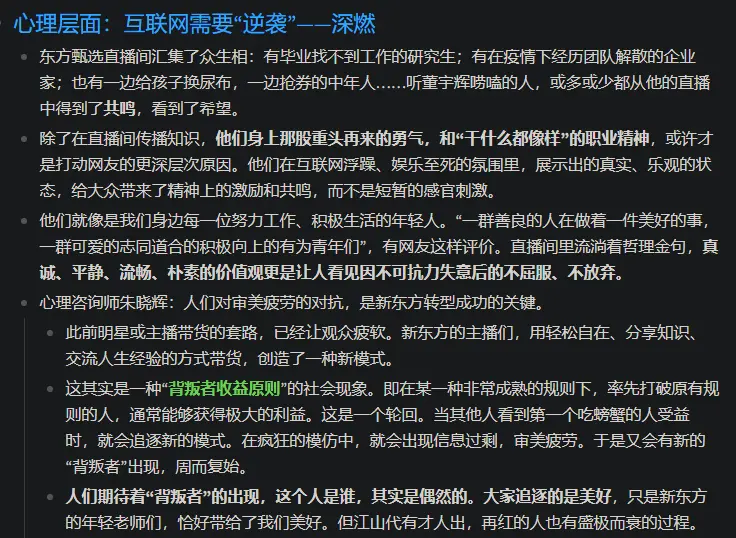 心理层面：互联网需要“逆袭”——深燃
东方甄选直播间汇集了众生相：有毕业找不到工作的研究生；有在疫情下经历团队解散的企业
家；也有一边给孩子换尿布，一边抢券的中年人……听董宇辉唠嗑的人，或多或少都从他的直播
中得到了共鸣，看到了希望。
除了在直播间传播知识，他们身上那股重头再来的勇气，和“干什么都像样”的职业精神，或许才
是打动网友的更深层次原因。他们在互联网浮躁、娱乐至死的氛围里，展示出的真实、乐观的状
态，给大众带来了精神上的激励和共鸣，而不是短暂的感官刺激。
他们就像是我们身边每一位努力工作、积极生活的年轻人。“一群善良的人在做着一件美好的事，
一群可爱的志同道合的积极向上的有为青年们”，有网友这样评价。直播间里流淌着哲理金句，真
诚、平静、流畅、朴素的价值观更是让人看见因不可抗力失意后的不屈服、不放弃。
心理咨询师朱晓辉：人们对审美疲劳的对抗，是新东方转型成功的关键。
此前明星或主播带货的套路，已经让观众疲软。新东方的主播们，用轻松自在、分享知识、
交流人生经验的方式带货，创造了一种新模式。
这其实是一种“背叛者收益原则”的社会现象。即在某一种非常成熟的规则下，率先打破原有规
则的人，通常能够获得极大的利益。这是一个轮回。当其他人看到第一个吃螃蟹的人受益
时，就会追逐新的模式。在疯狂的模仿中，就会出现信息过剩，审美疲劳。于是又会有新的
“背叛者”出现，周而复始。
人们期待着“背叛者”的出现，这个人是谁，其实是偶然的。大家追逐的是美好，只是新东方
的年轻老师们，恰好带给了我们美好。但江山代有才人出，再红的人也有盛极而衰的过程。